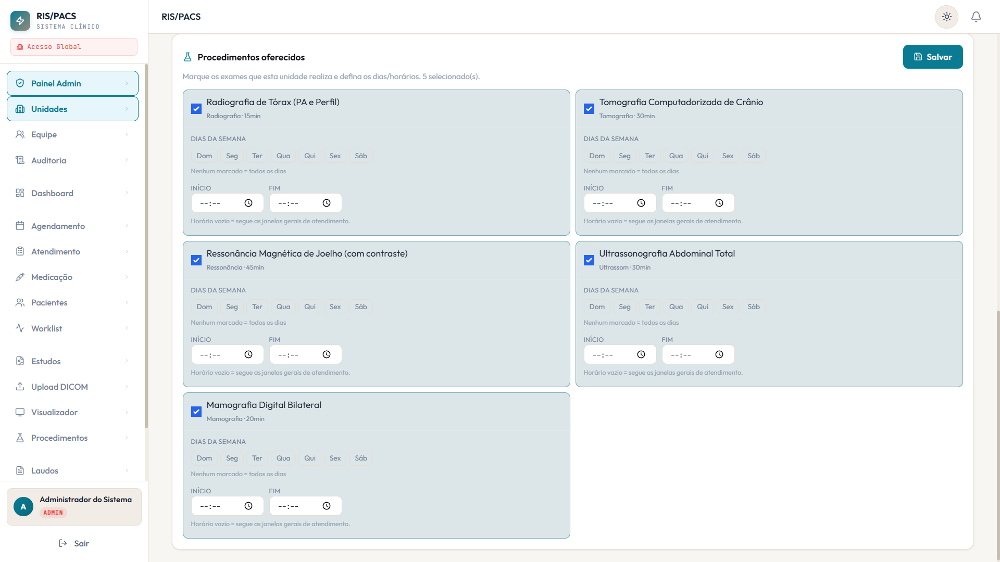 RIS/PACS
SISTEMA CLÍNICO
Acesso Global
Painel Admin
Unidades
Equipe
Auditoria
Dashboard
Agendamento
Atendimento
Medicação
Pacientes
Worklist
Estudos
Upload DICOM
Visualizador
Procedimentos
Laudos
A
Administrador do Sistema
ADMIN
Sair
RIS/PACS
Procedimentos oferecidos
Salvar
Marque os exames que esta unidade realiza e defina os dias/horários. 5 selecionado(s).
Radiografia de Tórax (PA e Perfil)
Radiografia · 15min
DIAS DA SEMANA
Dom Seg Ter Qua Qui Sex Sáb
Nenhum marcado = todos os dias
INÍCIO FIM
--:-- --:--
Horário vazio = segue as janelas gerais de atendimento.
Tomografia Computadorizada de Crânio
Tomografia · 30min
DIAS DA SEMANA
Dom Seg Ter Qua Qui Sex Sáb
Nenhum marcado = todos os dias
INÍCIO FIM
--:-- --:--
Horário vazio = segue as janelas gerais de atendimento.
Ressonância Magnética de Joelho (com contraste)
Ressonância · 45min
DIAS DA SEMANA
Dom Seg Ter Qua Qui Sex Sáb
Nenhum marcado = todos os dias
INÍCIO FIM
--:-- --:--
Horário vazio = segue as janelas gerais de atendimento.
Ultrassonografia Abdominal Total
Ultrassom · 30min
DIAS DA SEMANA
Dom Seg Ter Qua Qui Sex Sáb
Nenhum marcado = todos os dias
INÍCIO FIM
--:-- --:--
Horário vazio = segue as janelas gerais de atendimento.
Mamografia Digital Bilateral
Mamografia · 20min
DIAS DA SEMANA
Dom Seg Ter Qua Qui Sex Sáb
Nenhum marcado = todos os dias
INÍCIO FIM
--:-- --:--
Horário vazio = segue as janelas gerais de atendimento.